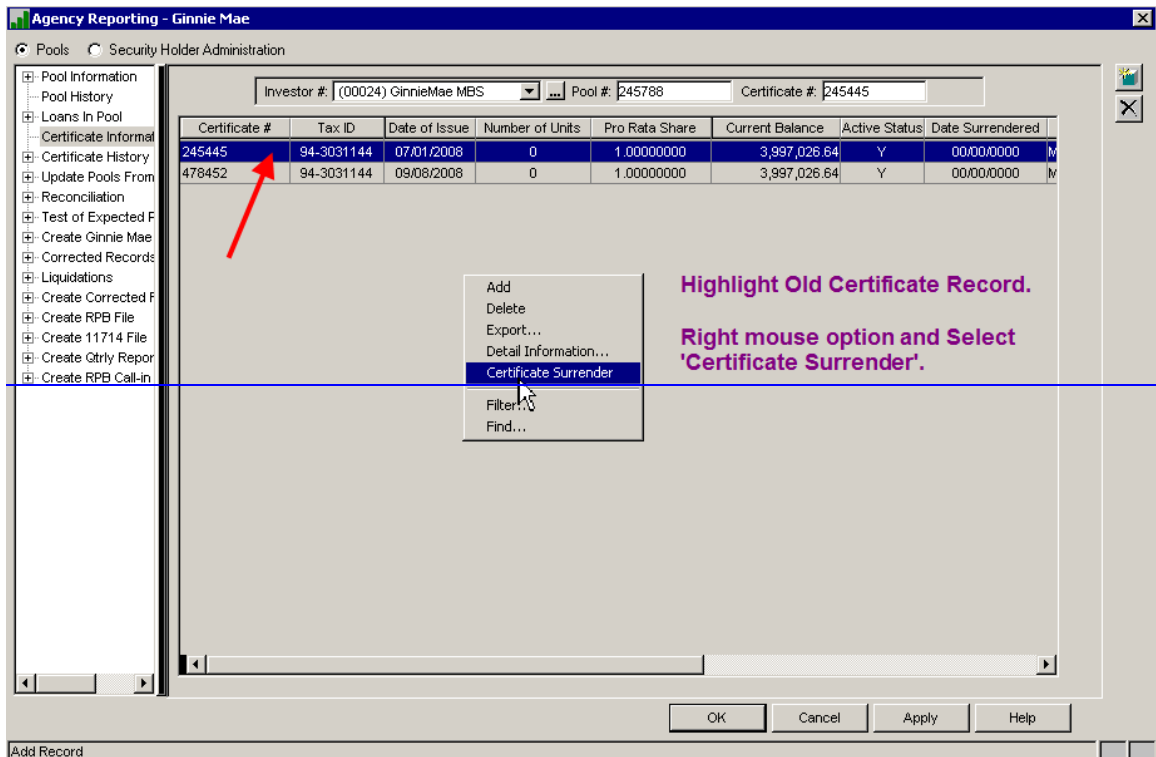 Agency Reporting - Ginnie Mae
Pools Security Holder Administration
Pool Information
Pool History
Loans In Pool
Certificate Informat
Certificate History
Update Pools From
Reconciliation
Test of Expected F
Create Ginnie Mae
Corrected Records
Liquidations
Create Corrected F
Create RPB File
Create 11714 File
Create Qtrly Repor
Create RPB Call-in
Investor #: (00024) GinnieMae MBS ... Pool #: 245788 Certificate #: 245445
Certificate # Tax ID Date of Issue Number of Units Pro Rata Share Current Balance Active Status Date Surrendered
245445 94-3031144 07/01/2008 0 1.00000000 3,997,026.64 Y 00/00/0000 M
478452 94-3031144 09/08/2008 0 1.00000000 3,997,026.64 Y 00/00/0000 M
Add
Delete
Export...
Detail Information...
Certificate Surrender
Filter...
Find...
Highlight Old Certificate Record.
Right mouse option and Select
'Certificate Surrender'.
OK Cancel Apply Help
Add Record